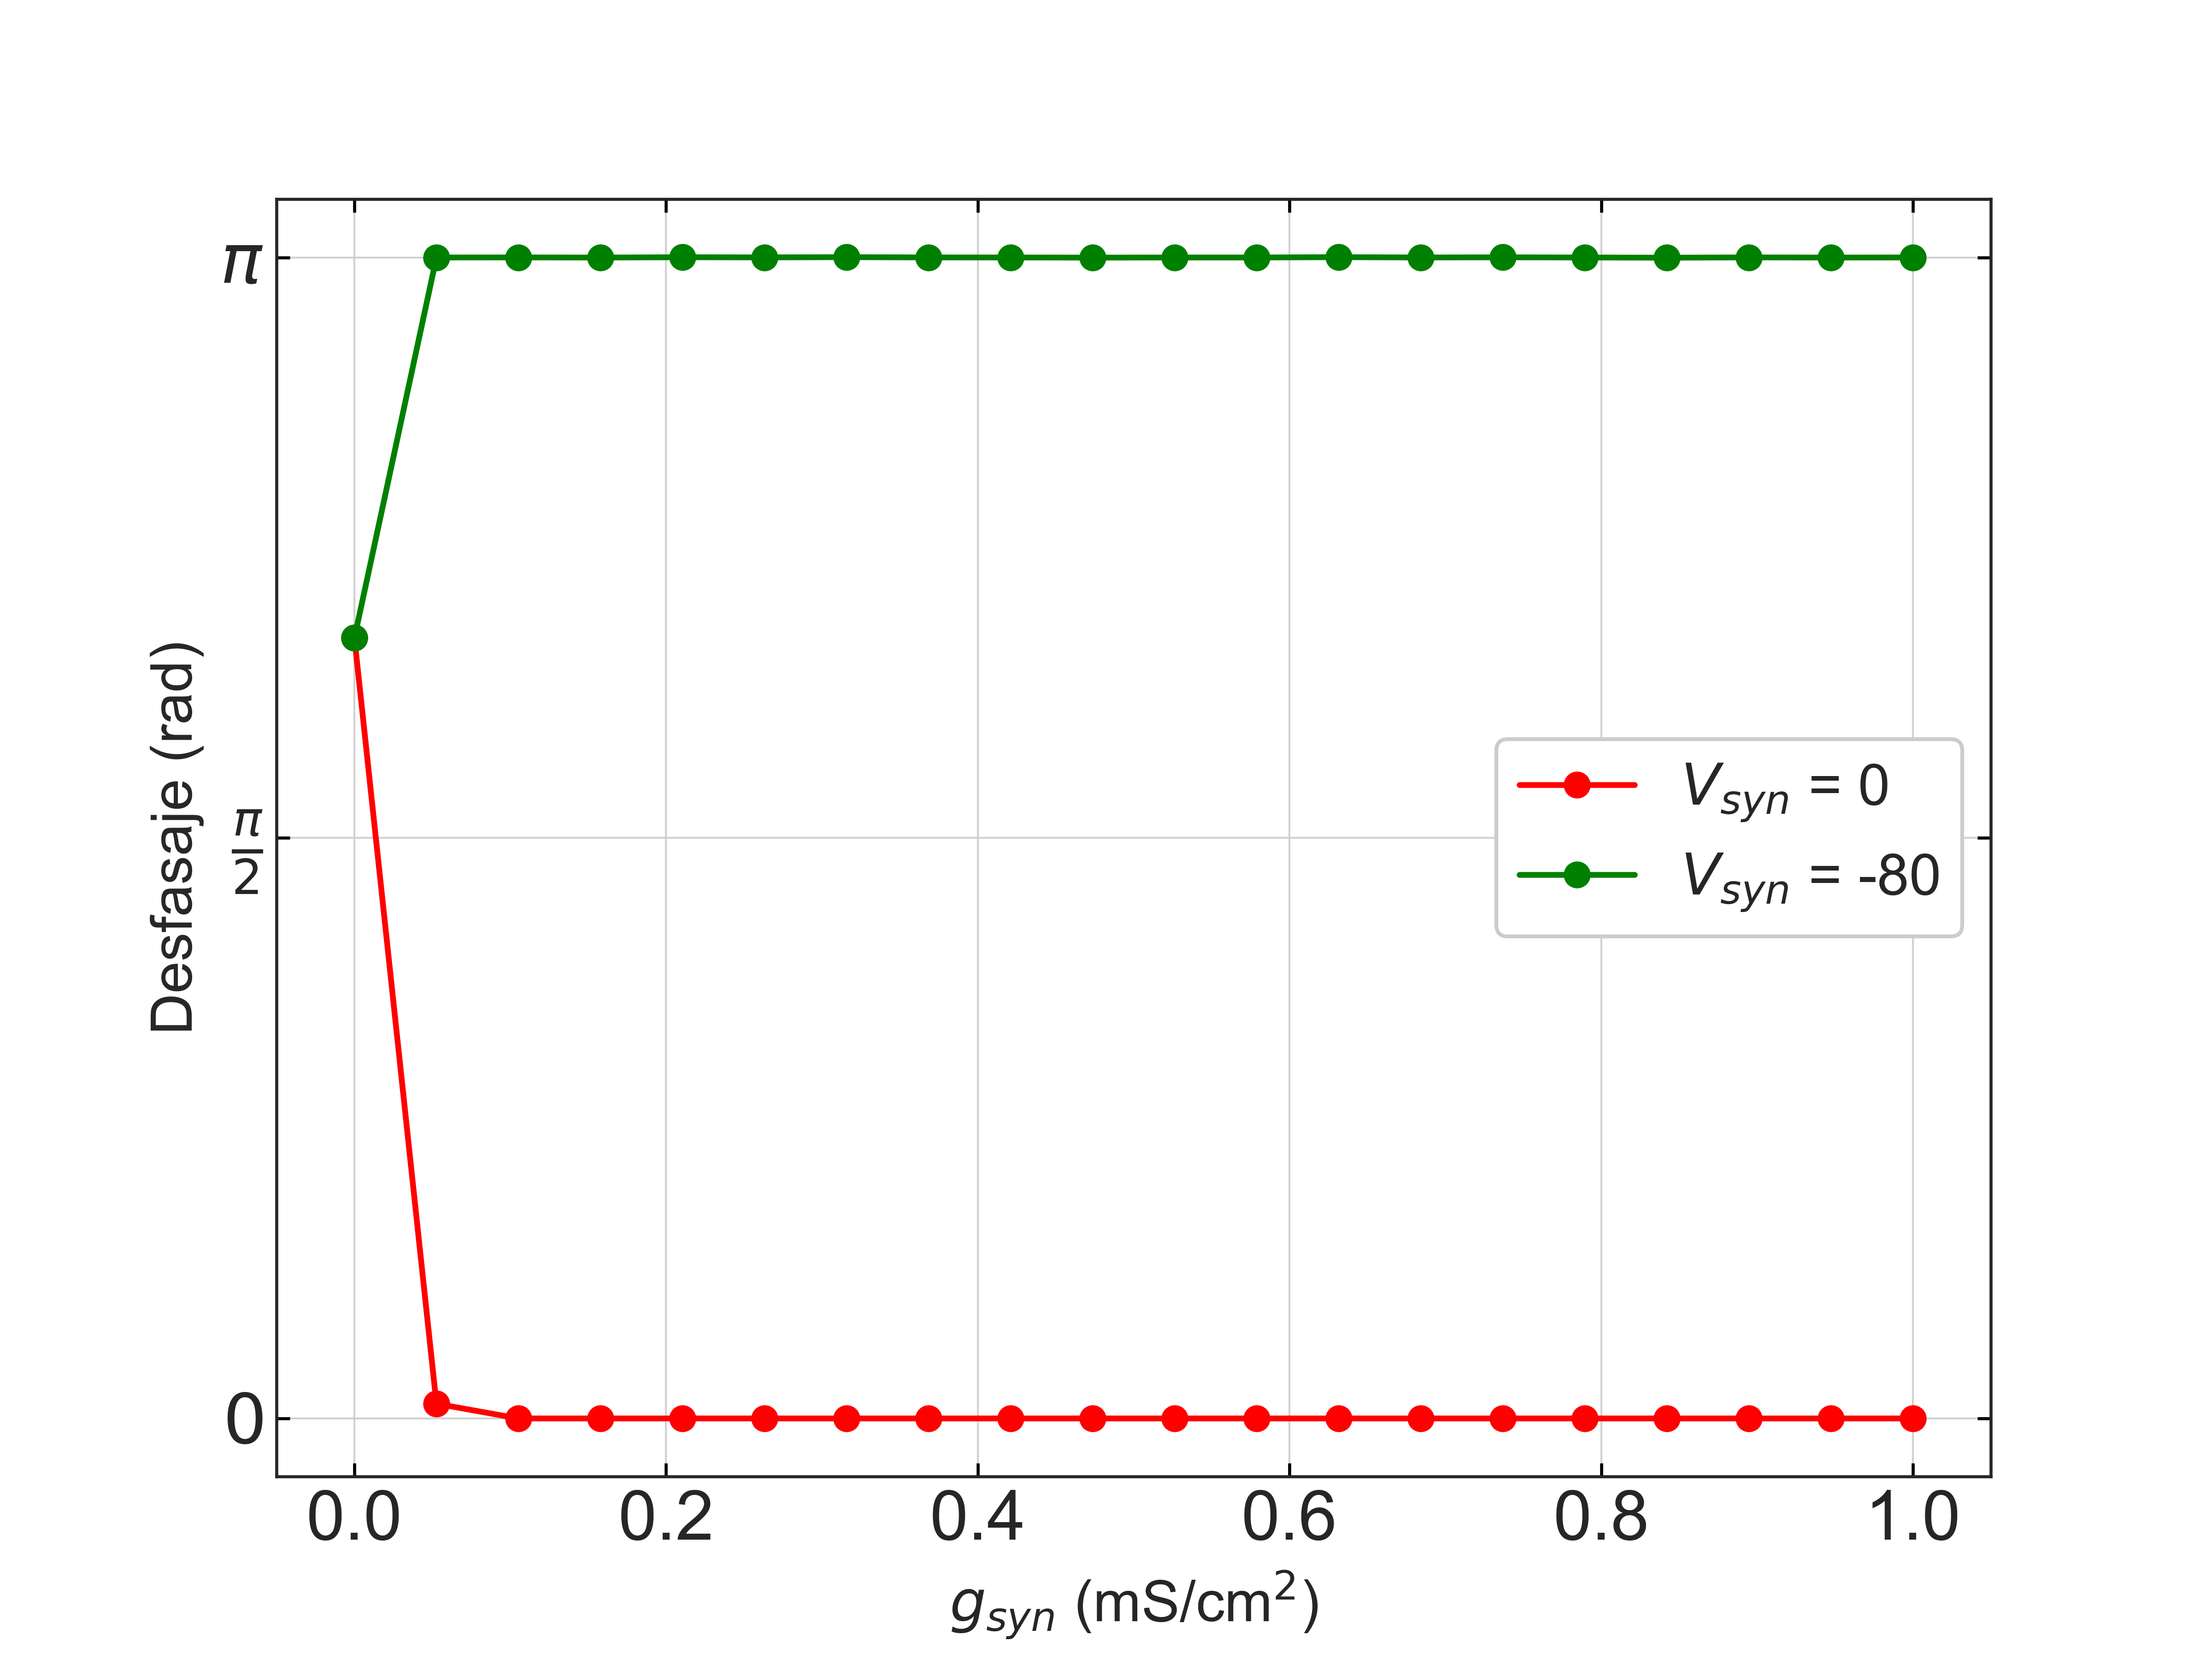 π
π/2
0
Desfasaje (rad)
V_syn = 0
V_syn = -80
0.0 0.2 0.4 0.6 0.8 1.0
g_syn (mS/cm²)